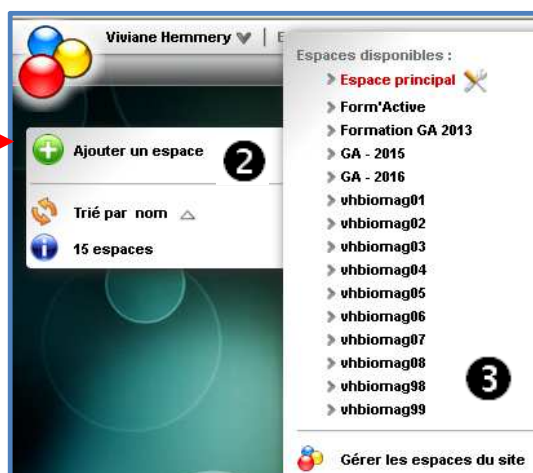 Viviane Hemmery
Ajouter un espace
2
Trié par nom
15 espaces
Espaces disponibles :
Espace principal
Form'Active
Formation GA 2013
GA - 2015
GA - 2016
vhbiomag01
vhbiomag02
vhbiomag03
vhbiomag04
vhbiomag05
vhbiomag06
vhbiomag07
vhbiomag08
vhbiomag98
vhbiomag99
3
Gérer les espaces du site